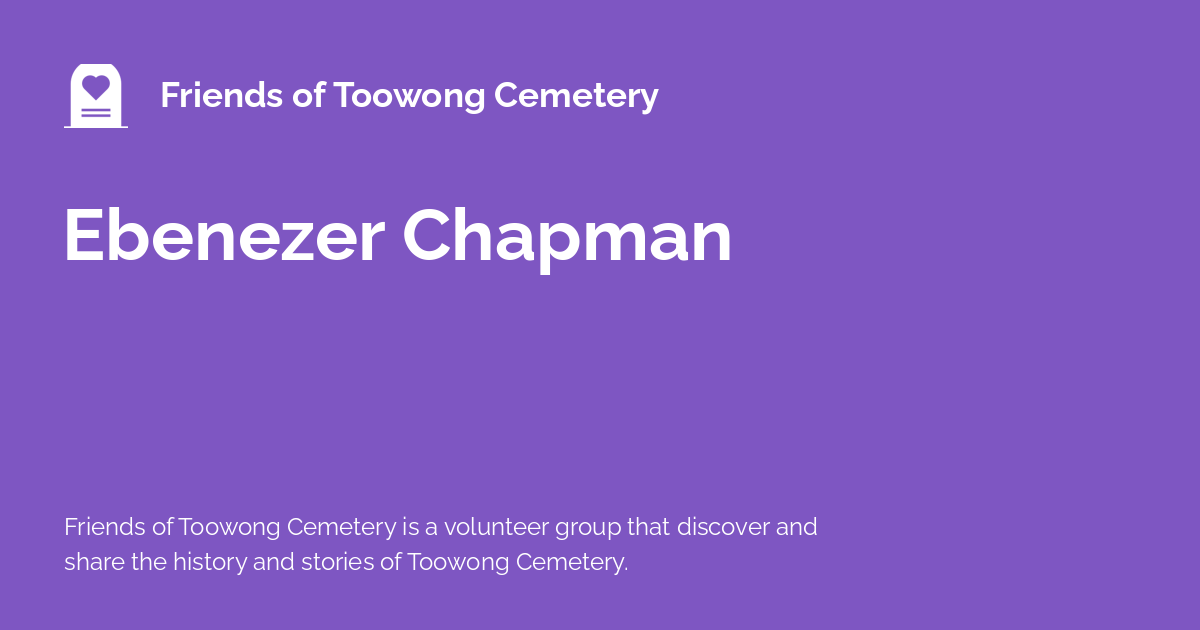 Friends of Toowong Cemetery
Ebenezer Chapman
Friends of Toowong Cemetery is a volunteer group that discover and
share the history and stories of Toowong Cemetery.